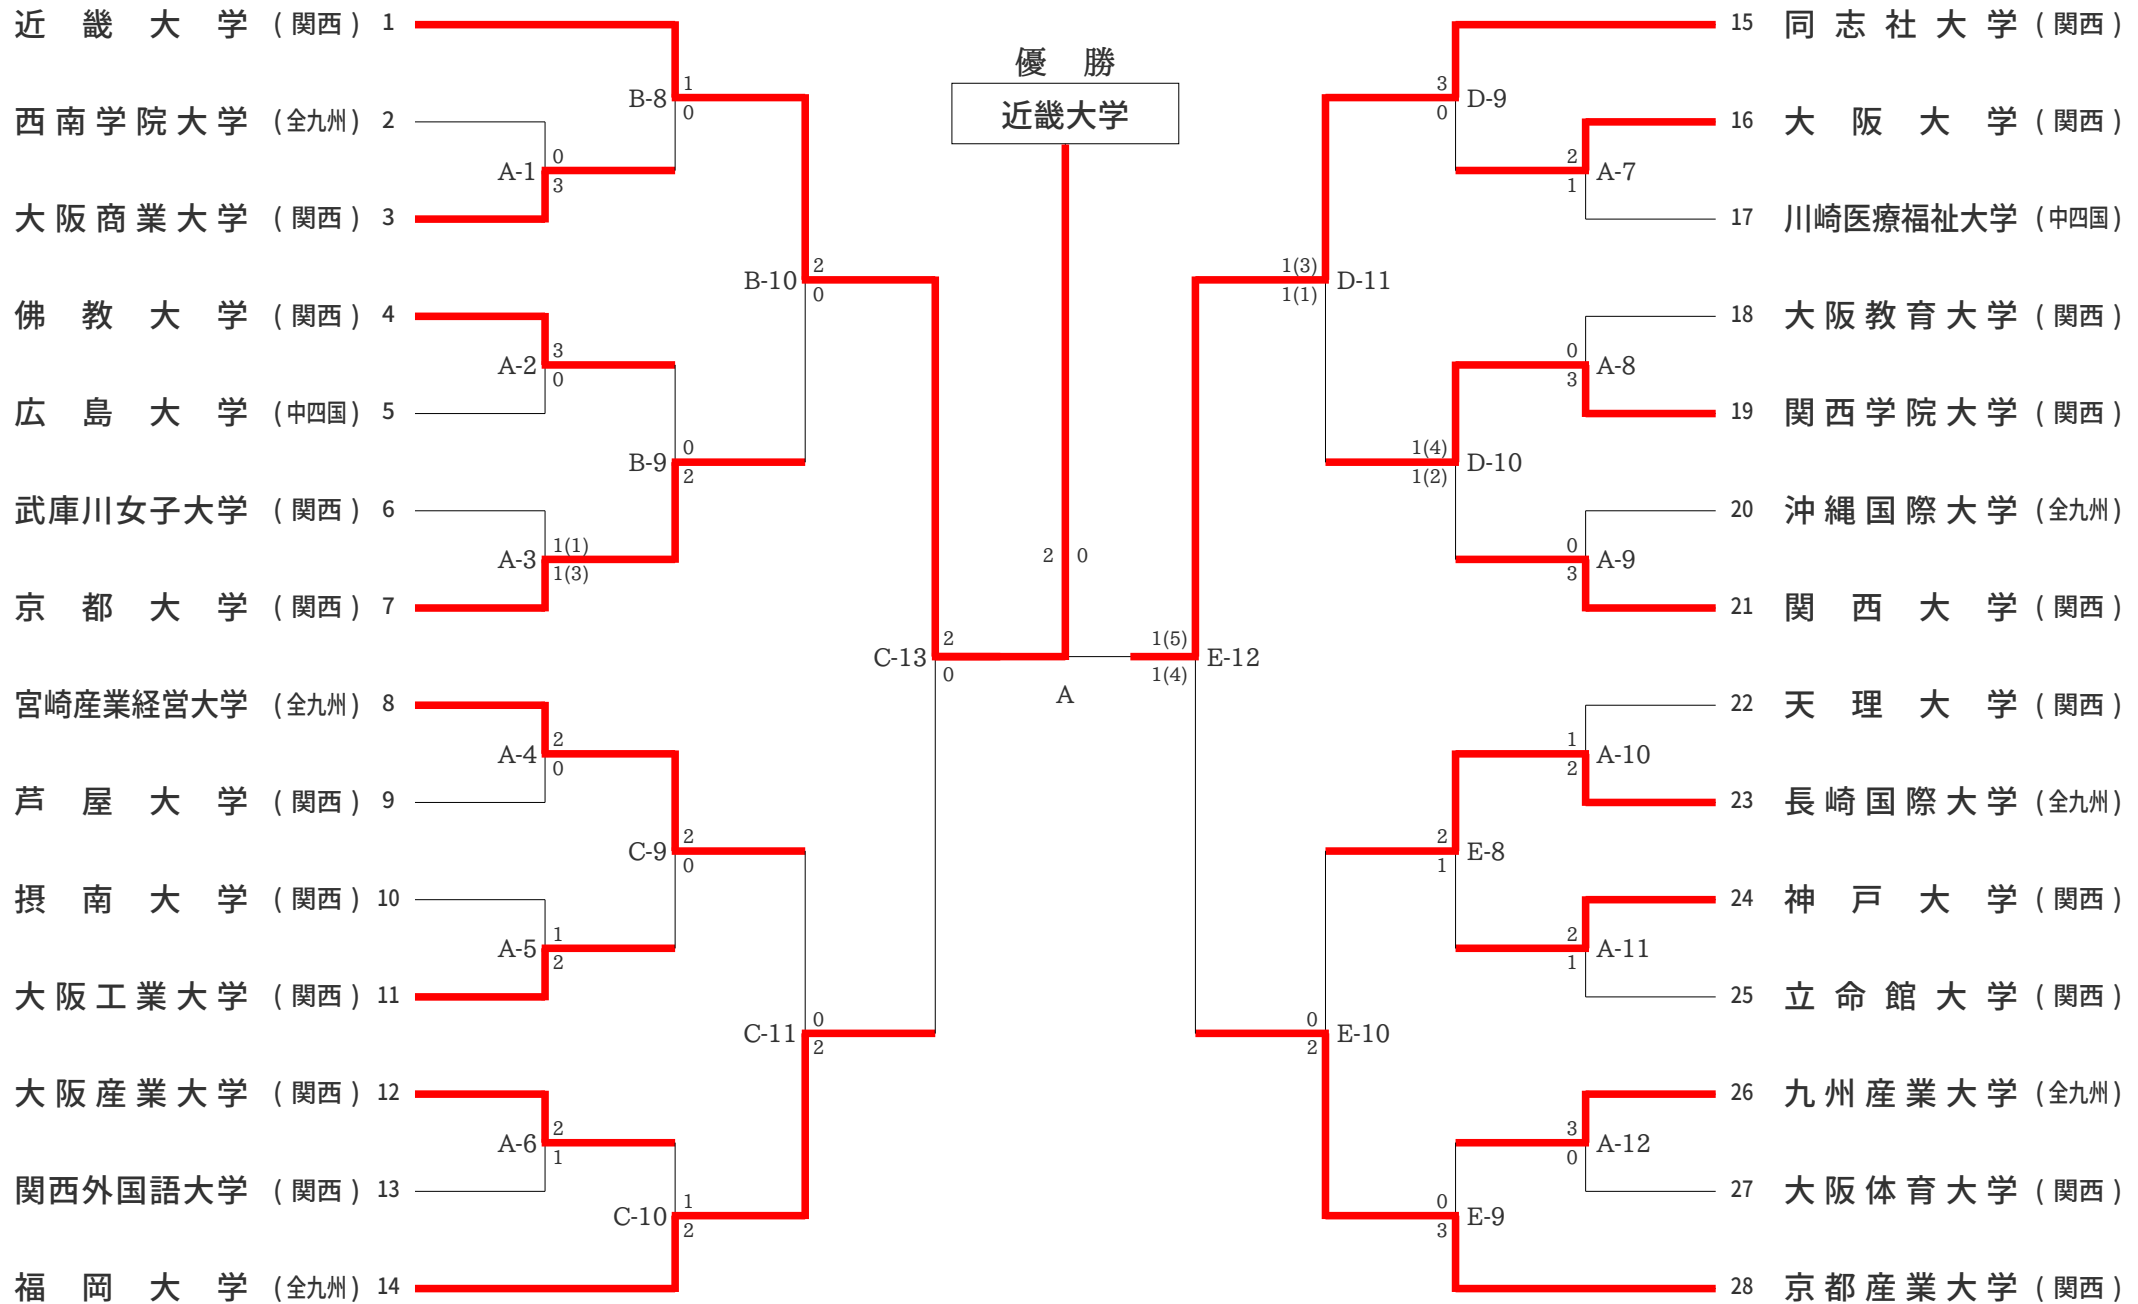 優勝
近畿大学
近畿大学 (関西) 1
西南学院大学 (全九州) 2
大阪商業大学 (関西) 3
佛教大学 (関西) 4
広島大学 (中四国) 5
武庫川女子大学 (関西) 6
京都大学 (関西) 7
宮崎産業経営大学 (全九州) 8
芦屋大学 (関西) 9
摂南大学 (関西) 10
大阪工業大学 (関西) 11
大阪産業大学 (関西) 12
関西外国語大学 (関西) 13
福岡大学 (全九州) 14
B-8 1 0
A-1 0 3
B-10 2 0
A-2 3 0
B-9 0 2
A-3 1(1) 1(3)
C-13 2 0
A-4 2 0
C-9 2 0
A-5 1 2
C-11 0 2
A-6 2 1
C-10 1 2
2 0
A
3 0 D-9
2 1 A-7
1(3) 1(1) D-11
0 3 A-8
1(4) 1(2) D-10
0 3 A-9
1(5) 1(4) E-12
1 2 A-10
2 1 E-8
2 1 A-11
0 2 E-10
3 0 A-12
0 3 E-9
15 同志社大学 (関西)
16 大阪大学 (関西)
17 川崎医療福祉大学 (中四国)
18 大阪教育大学 (関西)
19 関西学院大学 (関西)
20 沖縄国際大学 (全九州)
21 関西大学 (関西)
22 天理大学 (関西)
23 長崎国際大学 (全九州)
24 神戸大学 (関西)
25 立命館大学 (関西)
26 九州産業大学 (全九州)
27 大阪体育大学 (関西)
28 京都産業大学 (関西)